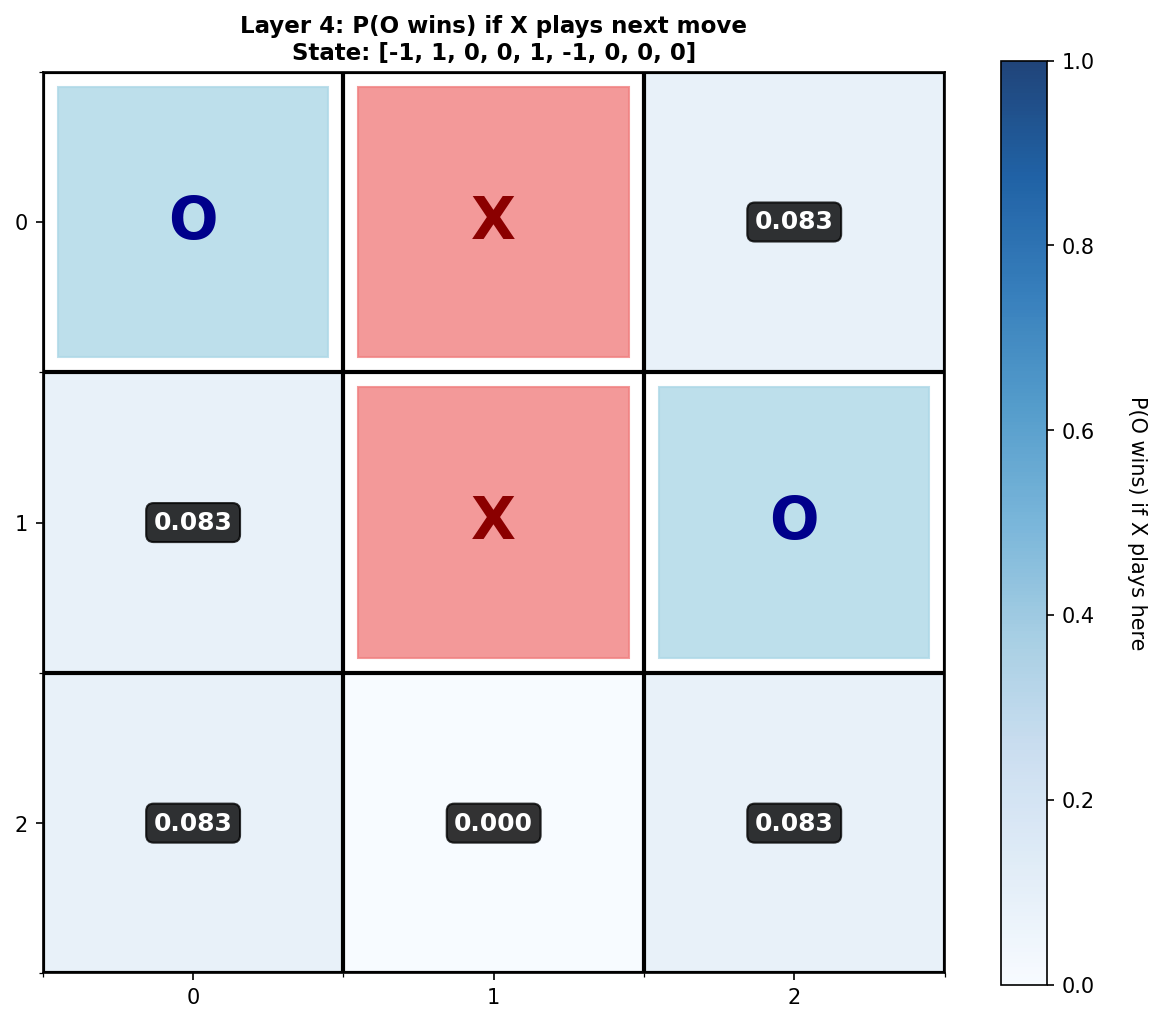 Layer 4: P(O wins) if X plays next move
State: [-1, 1, 0, 0, 1, -1, 0, 0, 0]
O
X
0.083
0.083
X
O
0.083
0.000
0.083
0
1
2
0
1
2
1.0
0.8
0.6
0.4
0.2
0.0
P(O wins) if X plays here